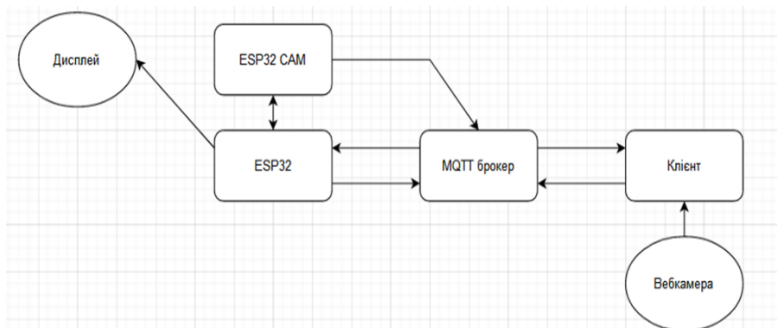 Дисплей
ESP32 CAM
ESP32
MQTT брокер
Клієнт
Вебкамера